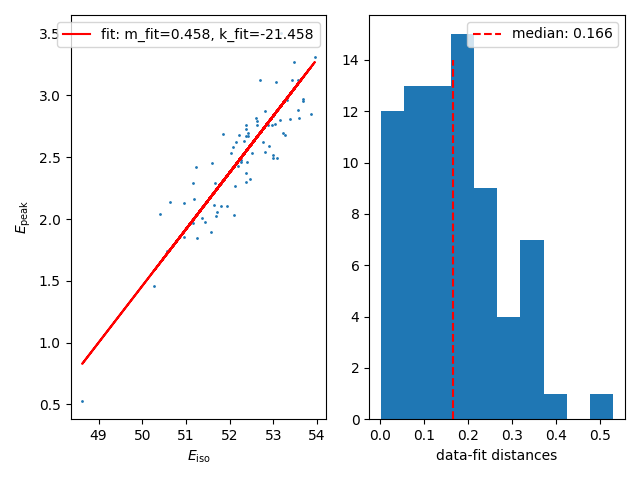 fit: m_fit=0.458, k_fit=-21.458
3.5
3.0
2.5
2.0
1.5
1.0
0.5
E_peak
49 50 51 52 53 54
E_iso
median: 0.166
14
12
10
8
6
4
2
0
0.0 0.1 0.2 0.3 0.4 0.5
data-fit distances